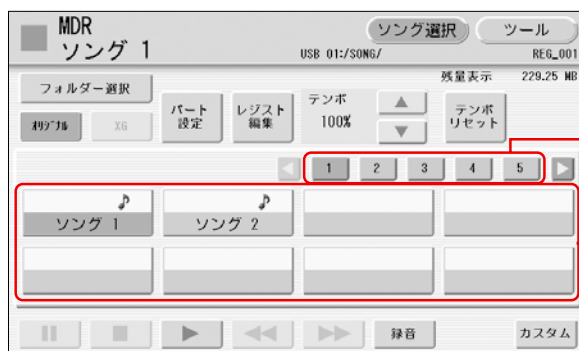 MDR
ソング 1
ソング選択
ツール
USB 01:/SONG/
REG_001
残量表示 229.25 MB
フォルダー選択
オリジナル
XG
パート
設定
レジスト
編集
テンポ
100%
テンポ
リセット
1 2 3 4 5
ソング 1
ソング 2
録音
カスタム